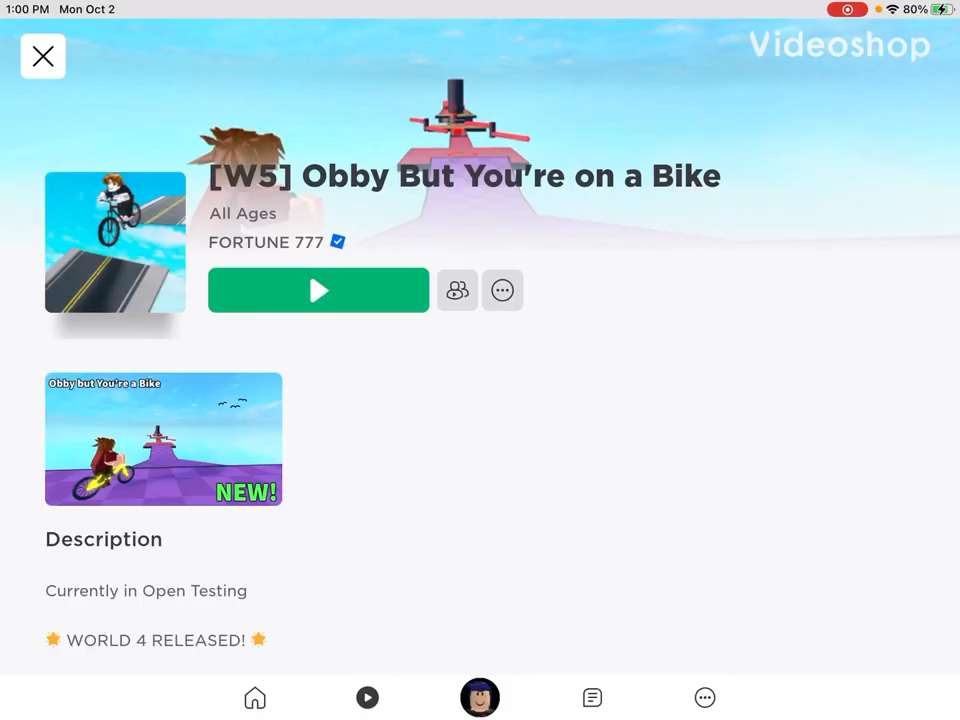 1:00 PM Mon Oct 2
80%
Videoshop
[W5] Obby But You're on a Bike
All Ages
FORTUNE 777
Obby but You're a Bike
NEW!
Description
Currently in Open Testing
🌟 WORLD 4 RELEASED! 🌟